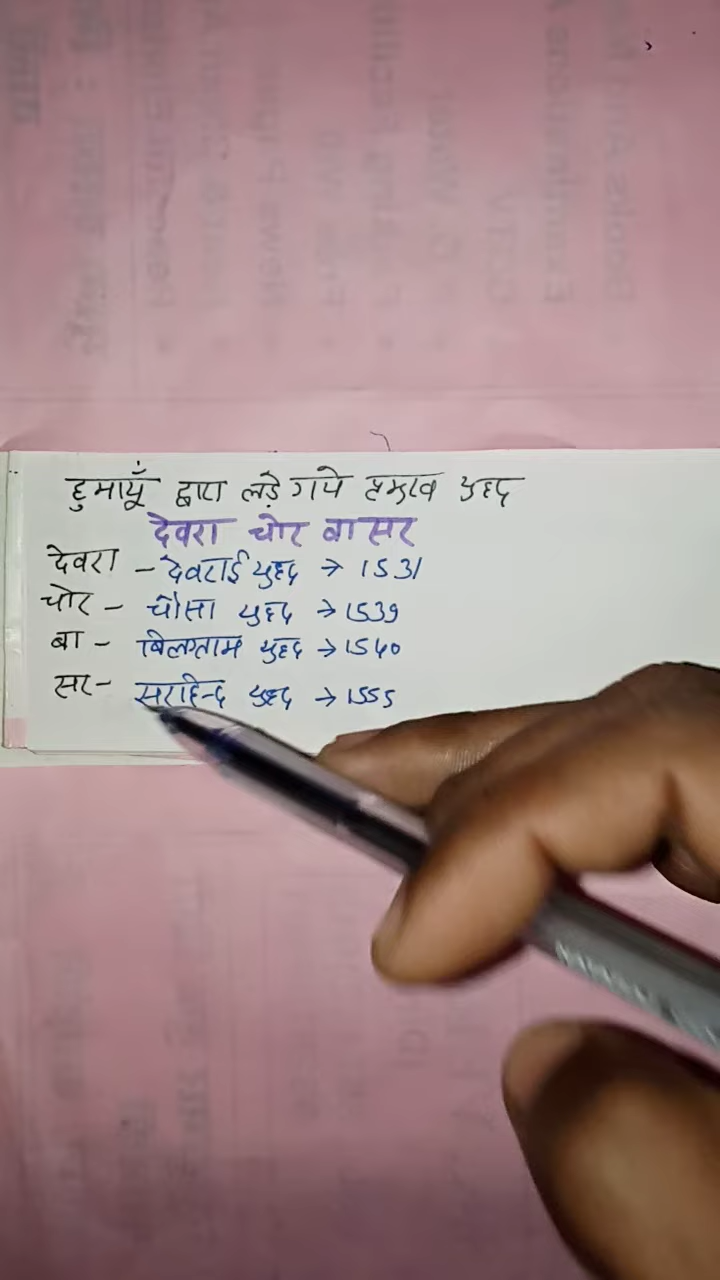 हुमायूँ द्वारा लड़े गये प्रमुख युद्ध
देवरा चोर बा सर
देवरा - देवराई युद्ध → 1531
चोर - चौसा युद्ध → 1539
बा - बिलग्राम युद्ध → 1540
सर - सरहिन्द युद्ध → 1555